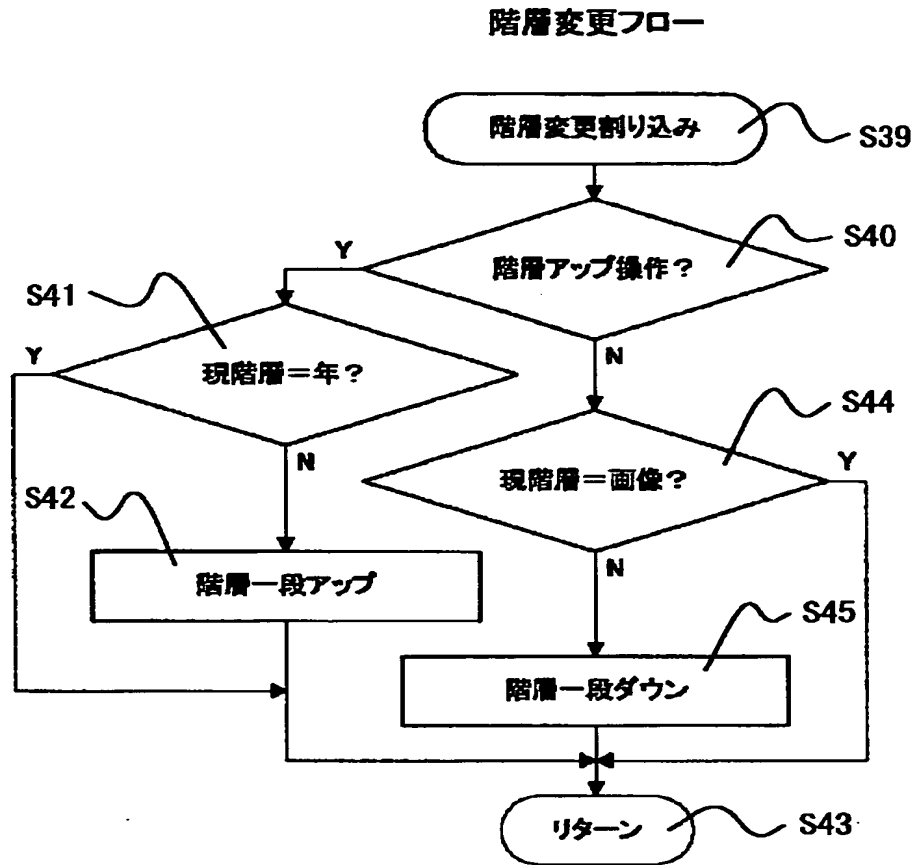 階層変更フロー
階層変更割り込み
S39
S40
階層アップ操作？
Y
S41
Y
現階層＝年？
N
N
S44
現階層＝画像？
Y
S42
階層一段アップ
N
S45
階層一段ダウン
リターン
S43